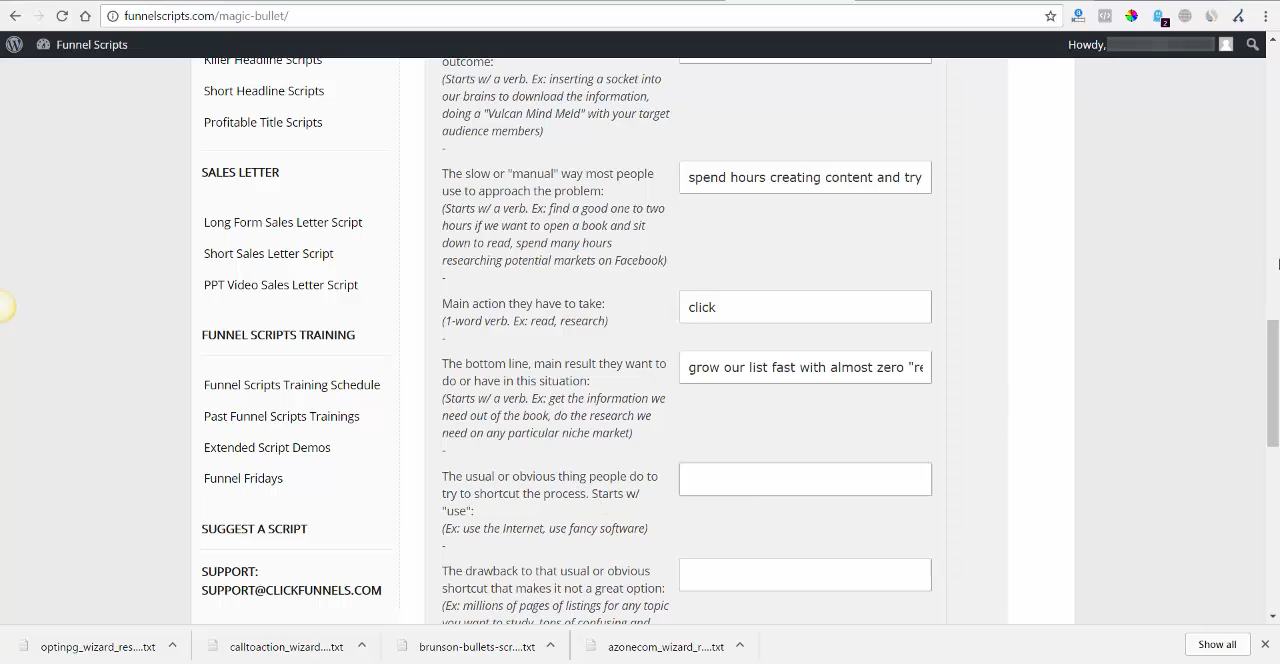 funnelscripts.com/magic-bullet/
2
Funnel Scripts
Howdy,
Killer Headline Scripts
Short Headline Scripts
Profitable Title Scripts
SALES LETTER
Long Form Sales Letter Script
Short Sales Letter Script
PPT Video Sales Letter Script
FUNNEL SCRIPTS TRAINING
Funnel Scripts Training Schedule
Past Funnel Scripts Trainings
Extended Script Demos
Funnel Fridays
SUGGEST A SCRIPT
SUPPORT:
SUPPORT@CLICKFUNNELS.COM
outcome:
(Starts w/ a verb. Ex: inserting a socket into
our brains to download the information,
doing a "Vulcan Mind Meld" with your target
audience members)
-
The slow or "manual" way most people
use to approach the problem:
(Starts w/ a verb. Ex: find a good one to two
hours if we want to open a book and sit
down to read, spend many hours
researching potential markets on Facebook)
-
spend hours creating content and try
Main action they have to take:
(1-word verb. Ex: read, research)
-
click
The bottom line, main result they want to
do or have in this situation:
(Starts w/ a verb. Ex: get the information we
need out of the book, do the research we
need on any particular niche market)
-
grow our list fast with almost zero "re
The usual or obvious thing people do to
try to shortcut the process. Starts w/
"use":
(Ex: use the Internet, use fancy software)
-
The drawback to that usual or obvious
shortcut that makes it not a great option:
(Ex: millions of pages of listings for any topic
you want to study, tons of confusing and
optinpg_wizard_res....txt
calltoaction_wizard....txt
brunson-bullets-scr....txt
azonecom_wizard_r....txt
Show all